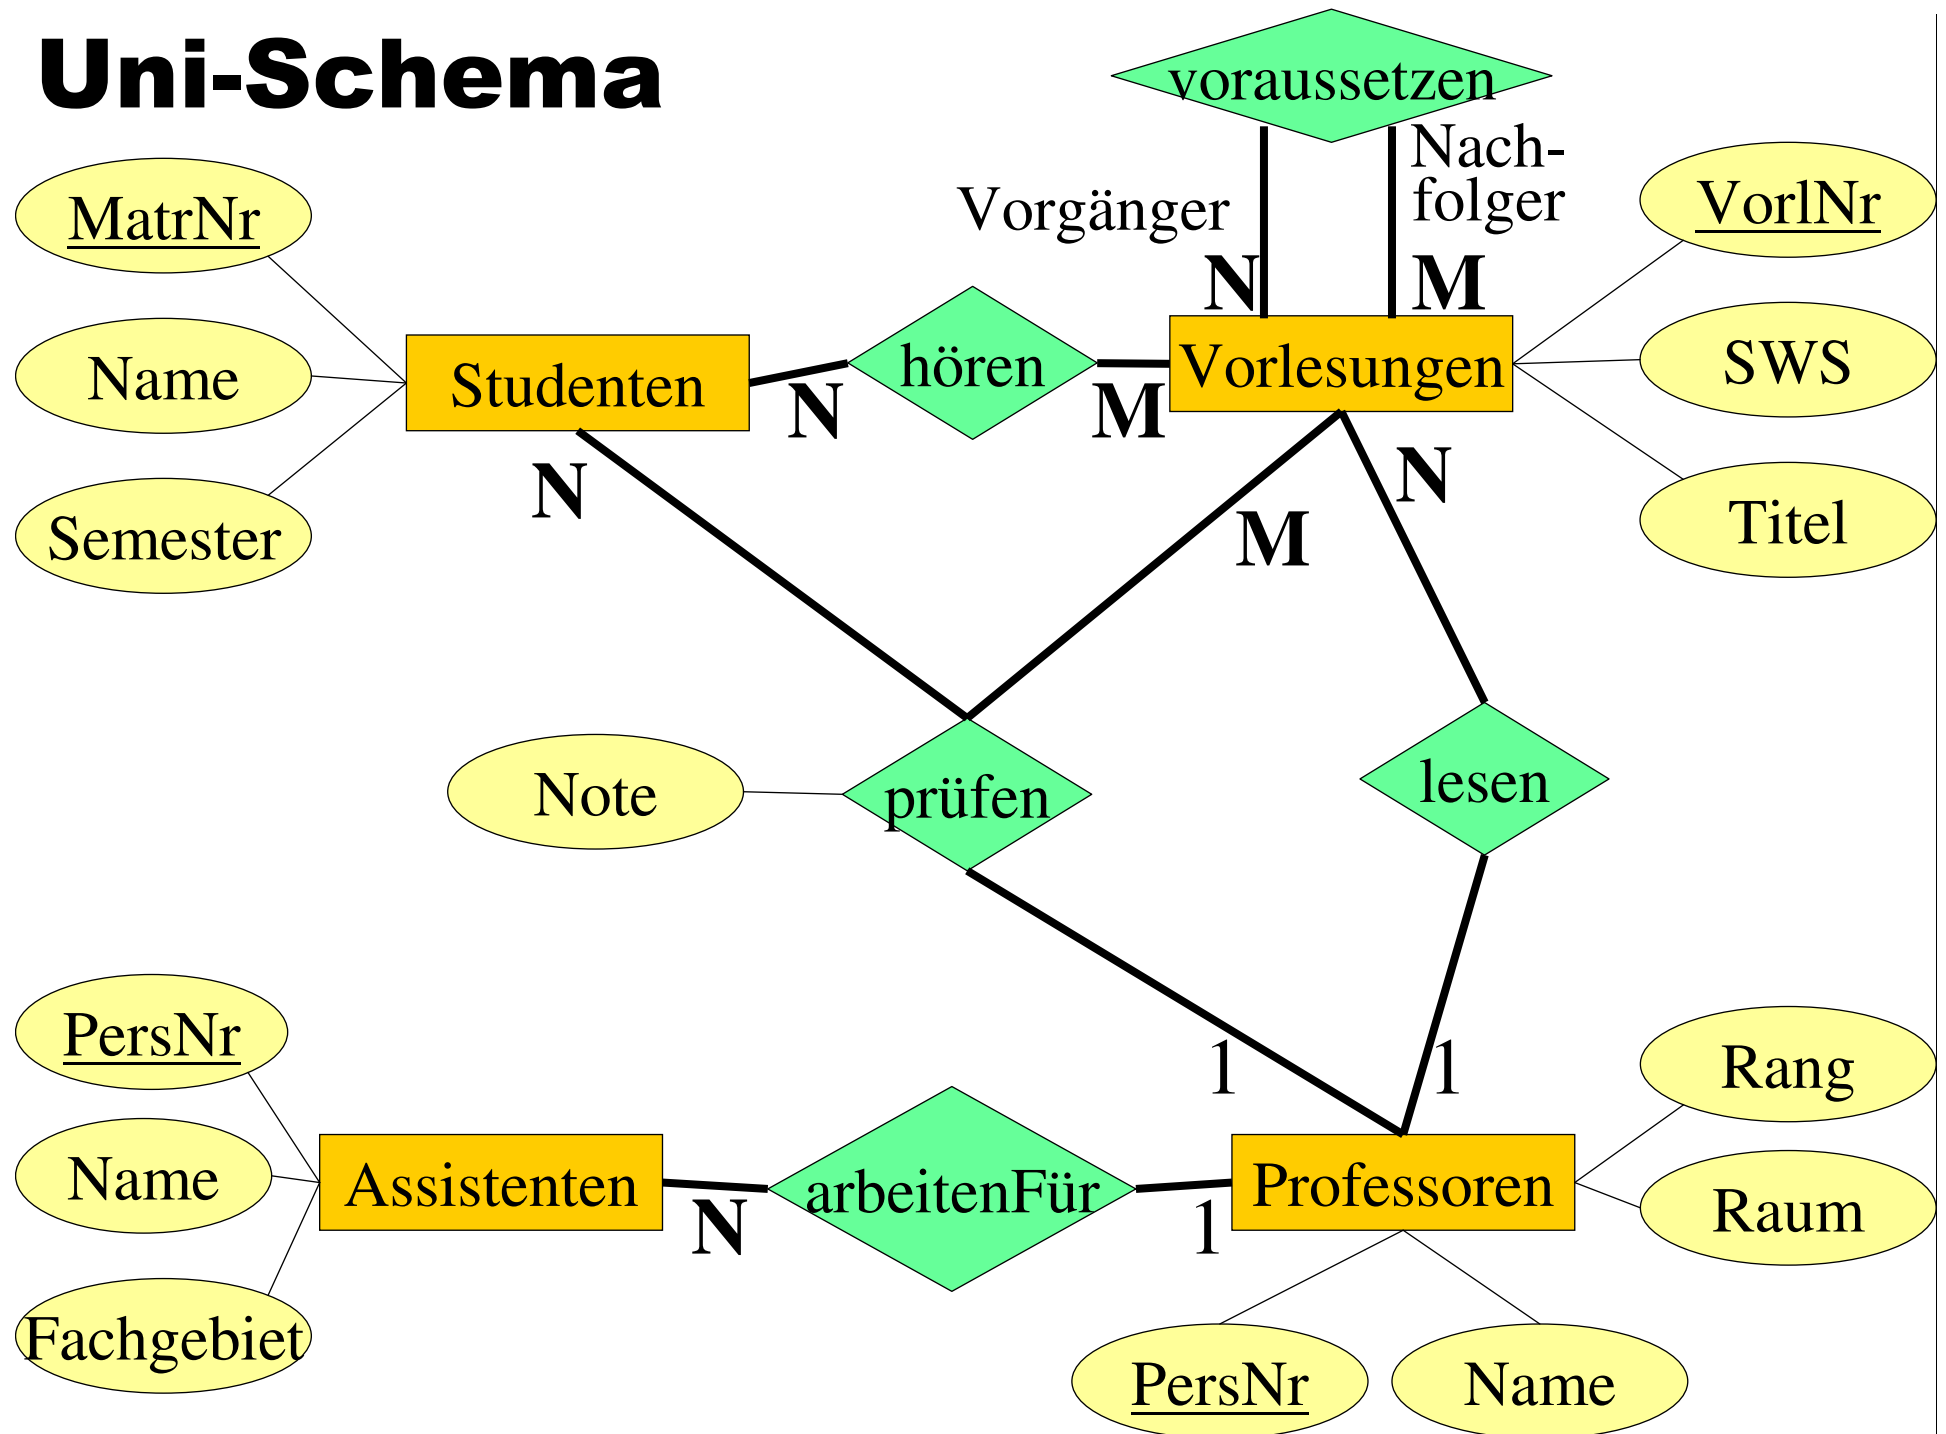 Uni-Schema
voraussetzen
Nach-
folger
Vorgänger
N
M
MatrNr
Name
Semester
Studenten
N
hören
M
Vorlesungen
VorlNr
SWS
Titel
N
M
N
Note
prüfen
lesen
1
1
PersNr
Name
Fachgebiet
Assistenten
N
arbeitenFür
1
Professoren
Rang
Raum
PersNr
Name